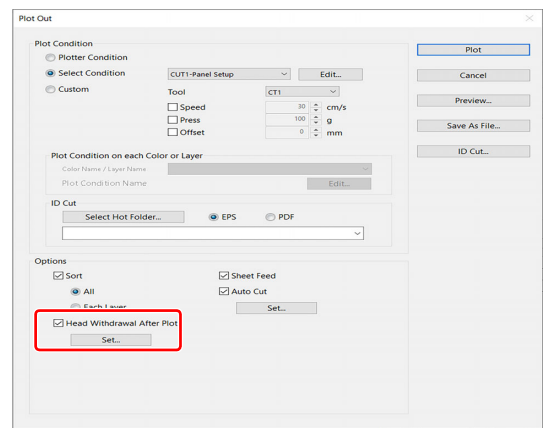 Plot Out
Plot Condition
Plotter Condition
Select Condition CUT1-Panel Setup Edit...
Custom Tool CT1
Speed 30 cm/s
Press 100 g
Offset 0 mm
Plot Condition on each Color or Layer
Color Name / Layer Name
Plot Condition Name Edit...
ID Cut
Select Hot Folder... EPS PDF
Options
Sort Sheet Feed
All Auto Cut
Each Layer Set...
Head Withdrawal After Plot
Set...
Plot
Cancel
Preview...
Save As File...
ID Cut...